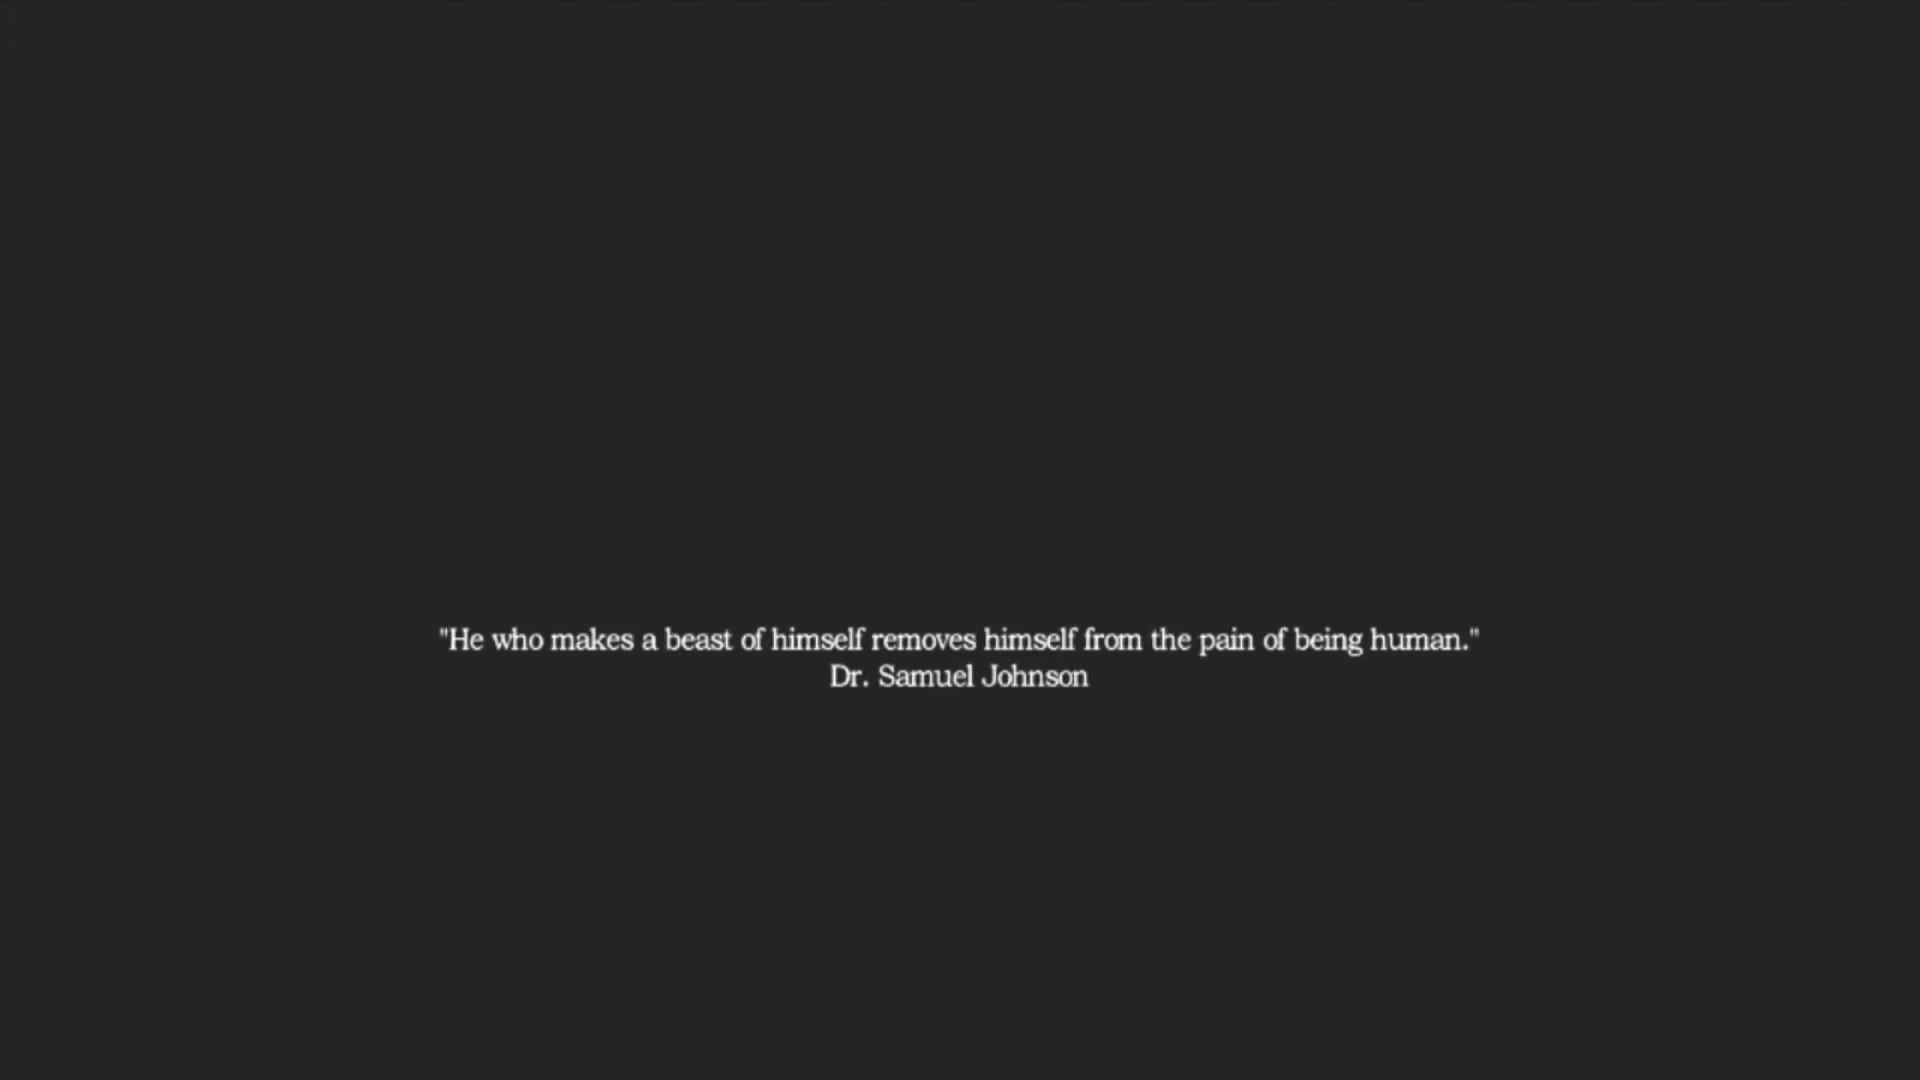 "He who makes a beast of himself removes himself from the pain of being human."
Dr. Samuel Johnson